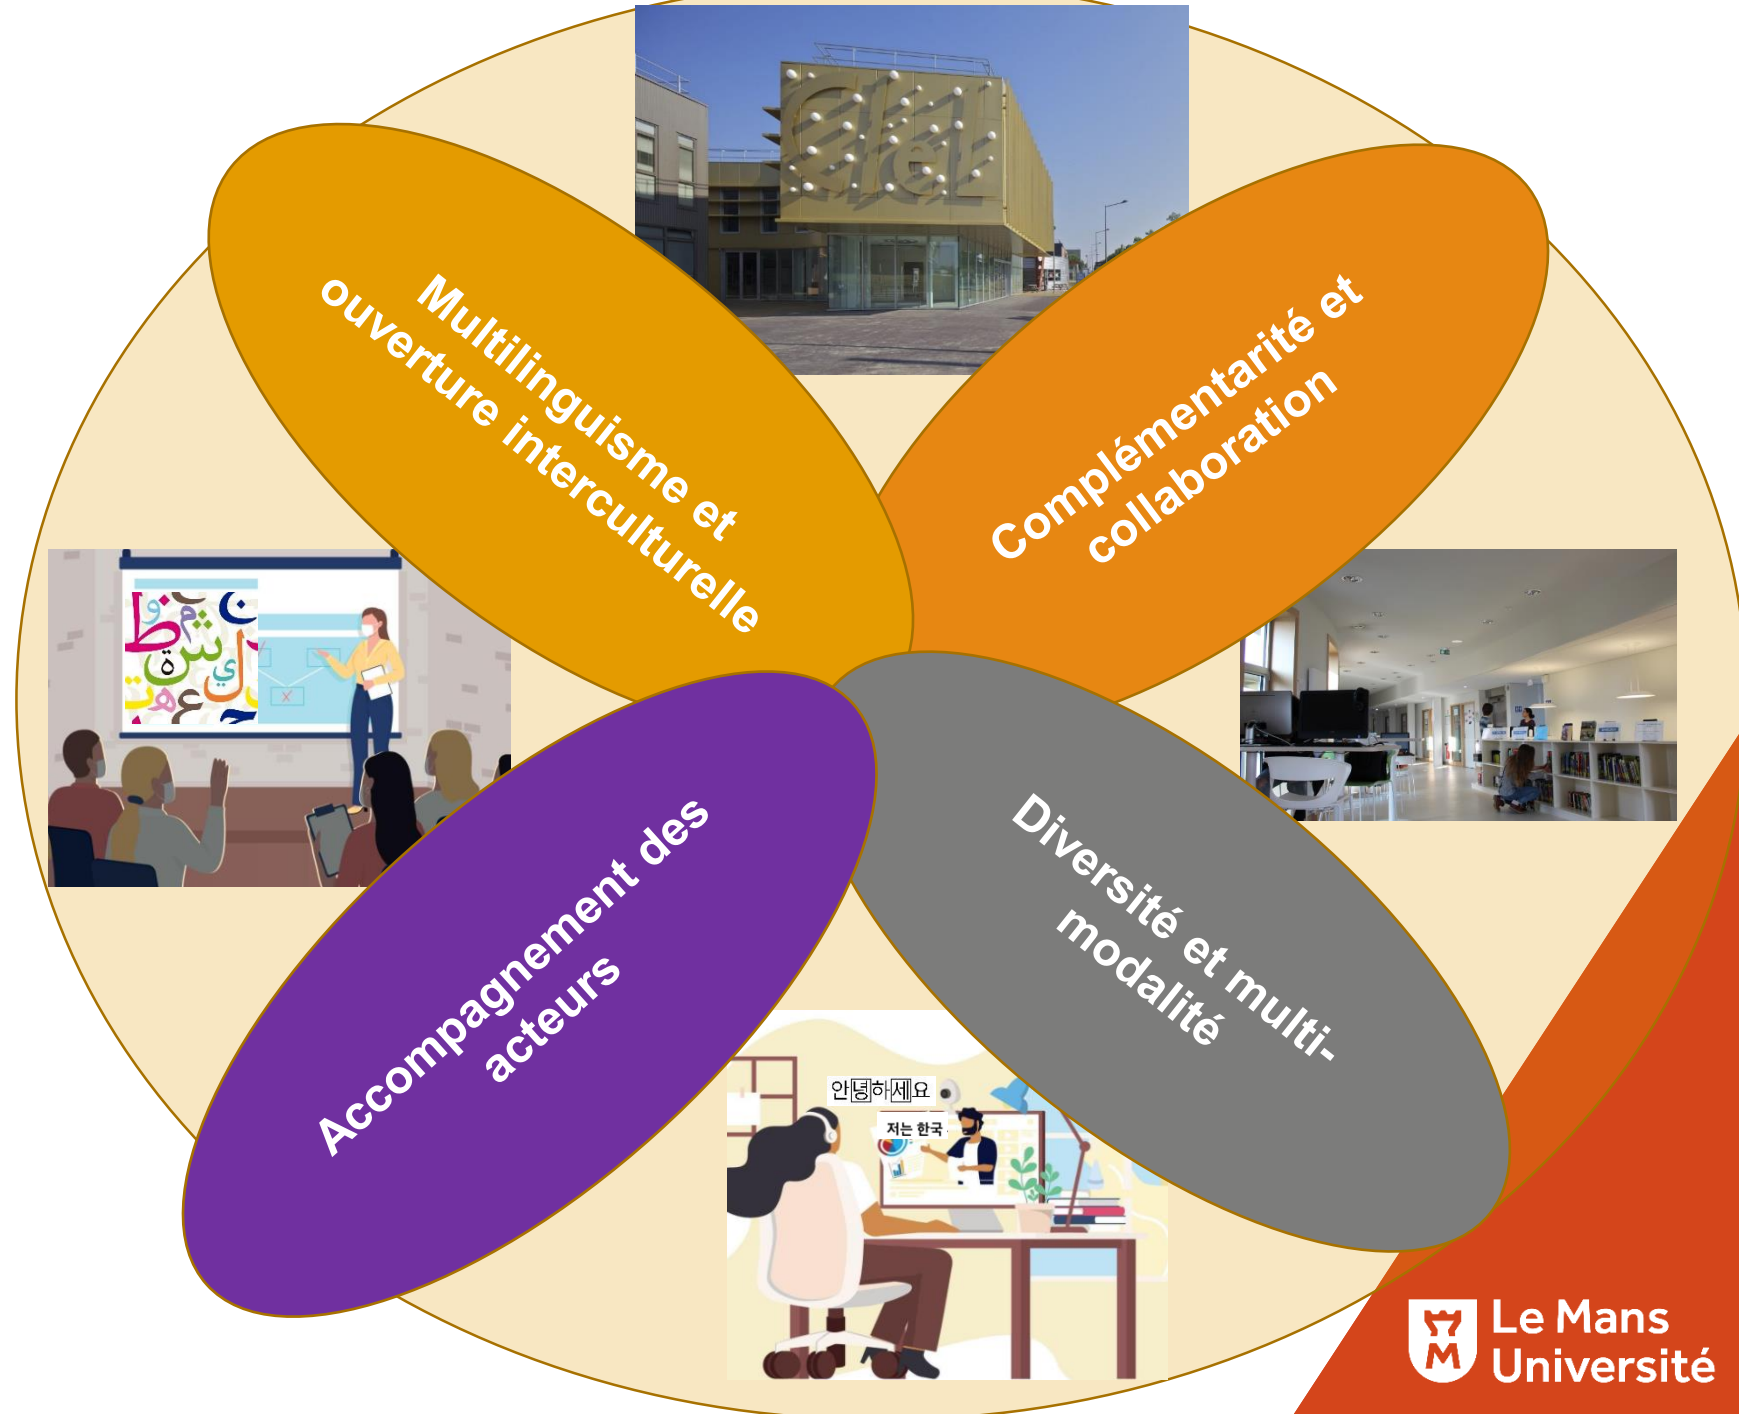 CIeL
Multilinguisme et
ouverture interculturelle
Complémentarité et
collaboration
ن
و
م
ظ
ش
ك
ي
ة
ع
ه
ح
Accompagnement des
acteurs
Diversité et multi-
modalité
안녕하세요
저는 한국
Le Mans
Université